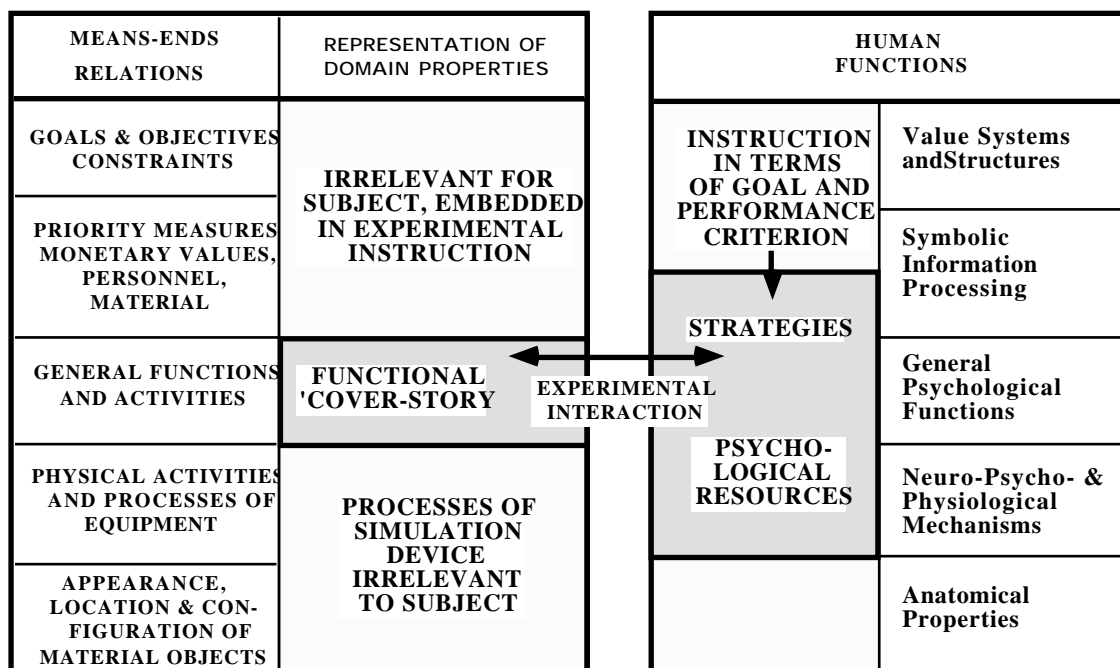 MEANS-ENDS
RELATIONS
REPRESENTATION OF
DOMAIN PROPERTIES
GOALS & OBJECTIVES
CONSTRAINTS
PRIORITY MEASURES
MONETARY VALUES,
PERSONNEL,
MATERIAL
GENERAL FUNCTIONS
AND ACTIVITIES
PHYSICAL ACTIVITIES
AND PROCESSES OF
EQUIPMENT
APPEARANCE,
LOCATION & CON-
FIGURATION OF
MATERIAL OBJECTS
IRRELEVANT FOR
SUBJECT, EMBEDDED
IN EXPERIMENTAL
INSTRUCTION
FUNCTIONAL
'COVER-STORY
PROCESSES OF
SIMULATION
DEVICE
IRRELEVANT
TO SUBJECT
EXPERIMENTAL
INTERACTION
HUMAN
FUNCTIONS
INSTRUCTION
IN TERMS
OF GOAL AND
PERFORMANCE
CRITERION
STRATEGIES
PSYCHO-
LOGICAL
RESOURCES
Value Systems
andStructures
Symbolic
Information
Processing
General
Psychological
Functions
Neuro-Psycho- &
Physiological
Mechanisms
Anatomical
Properties